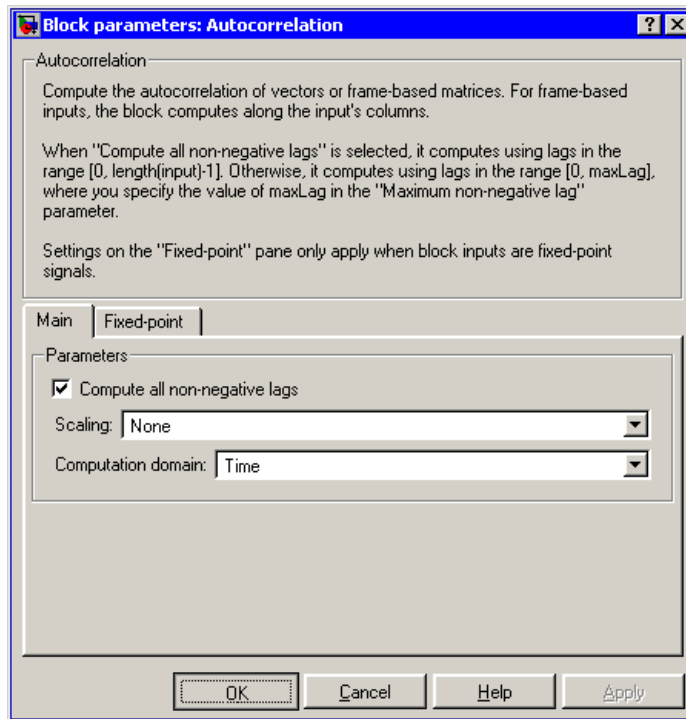 Block parameters: Autocorrelation
Autocorrelation
Compute the autocorrelation of vectors or frame-based matrices. For frame-based
inputs, the block computes along the input's columns.
When "Compute all non-negative lags" is selected, it computes using lags in the
range [0, length(input)-1]. Otherwise, it computes using lags in the range [0, maxLag],
where you specify the value of maxLag in the "Maximum non-negative lag"
parameter.
Settings on the "Fixed-point" pane only apply when block inputs are fixed-point
signals.
Main Fixed-point
Parameters
Compute all non-negative lags
Scaling: None
Computation domain: Time
OK Cancel Help Apply